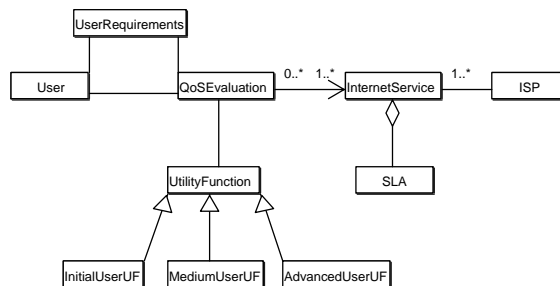 UserRequirements
0..* 1..* 1..*
User QoSEvaluation InternetService ISP
UtilityFunction SLA
InitialUserUF MediumUserUF AdvancedUserUF